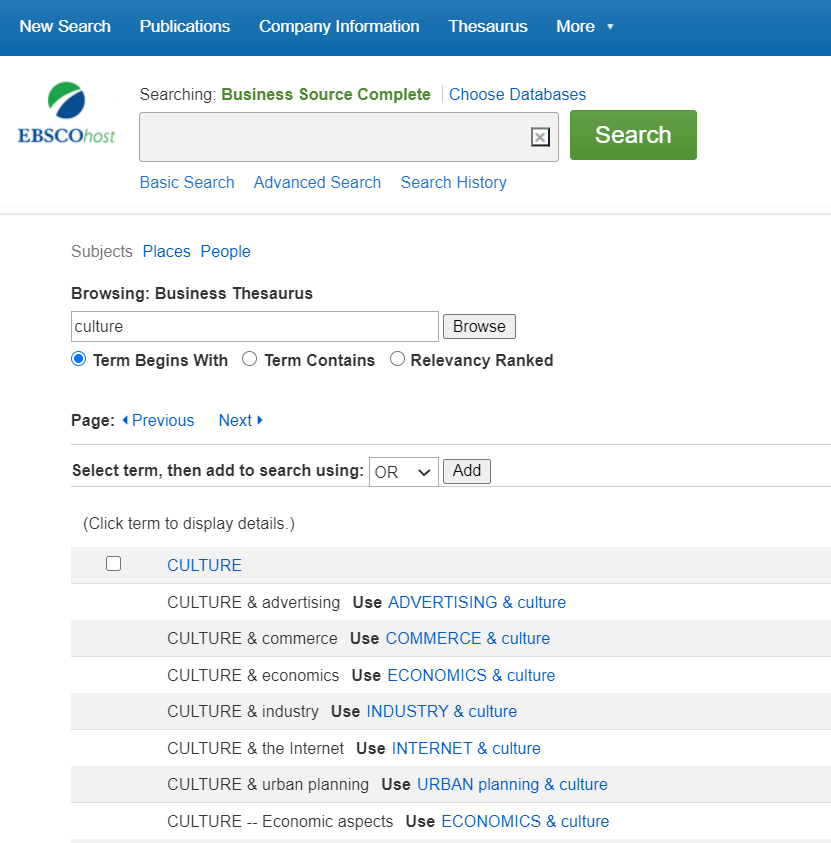 New Search Publications Company Information Thesaurus More
EBSCOhost
Searching: Business Source Complete Choose Databases
Search
Basic Search Advanced Search Search History
Subjects Places People
Browsing: Business Thesaurus
culture Browse
Term Begins With Term Contains Relevancy Ranked
Page: Previous Next
Select term, then add to search using: OR Add
(Click term to display details.)
CULTURE
CULTURE & advertising Use ADVERTISING & culture
CULTURE & commerce Use COMMERCE & culture
CULTURE & economics Use ECONOMICS & culture
CULTURE & industry Use INDUSTRY & culture
CULTURE & the Internet Use INTERNET & culture
CULTURE & urban planning Use URBAN planning & culture
CULTURE -- Economic aspects Use ECONOMICS & culture